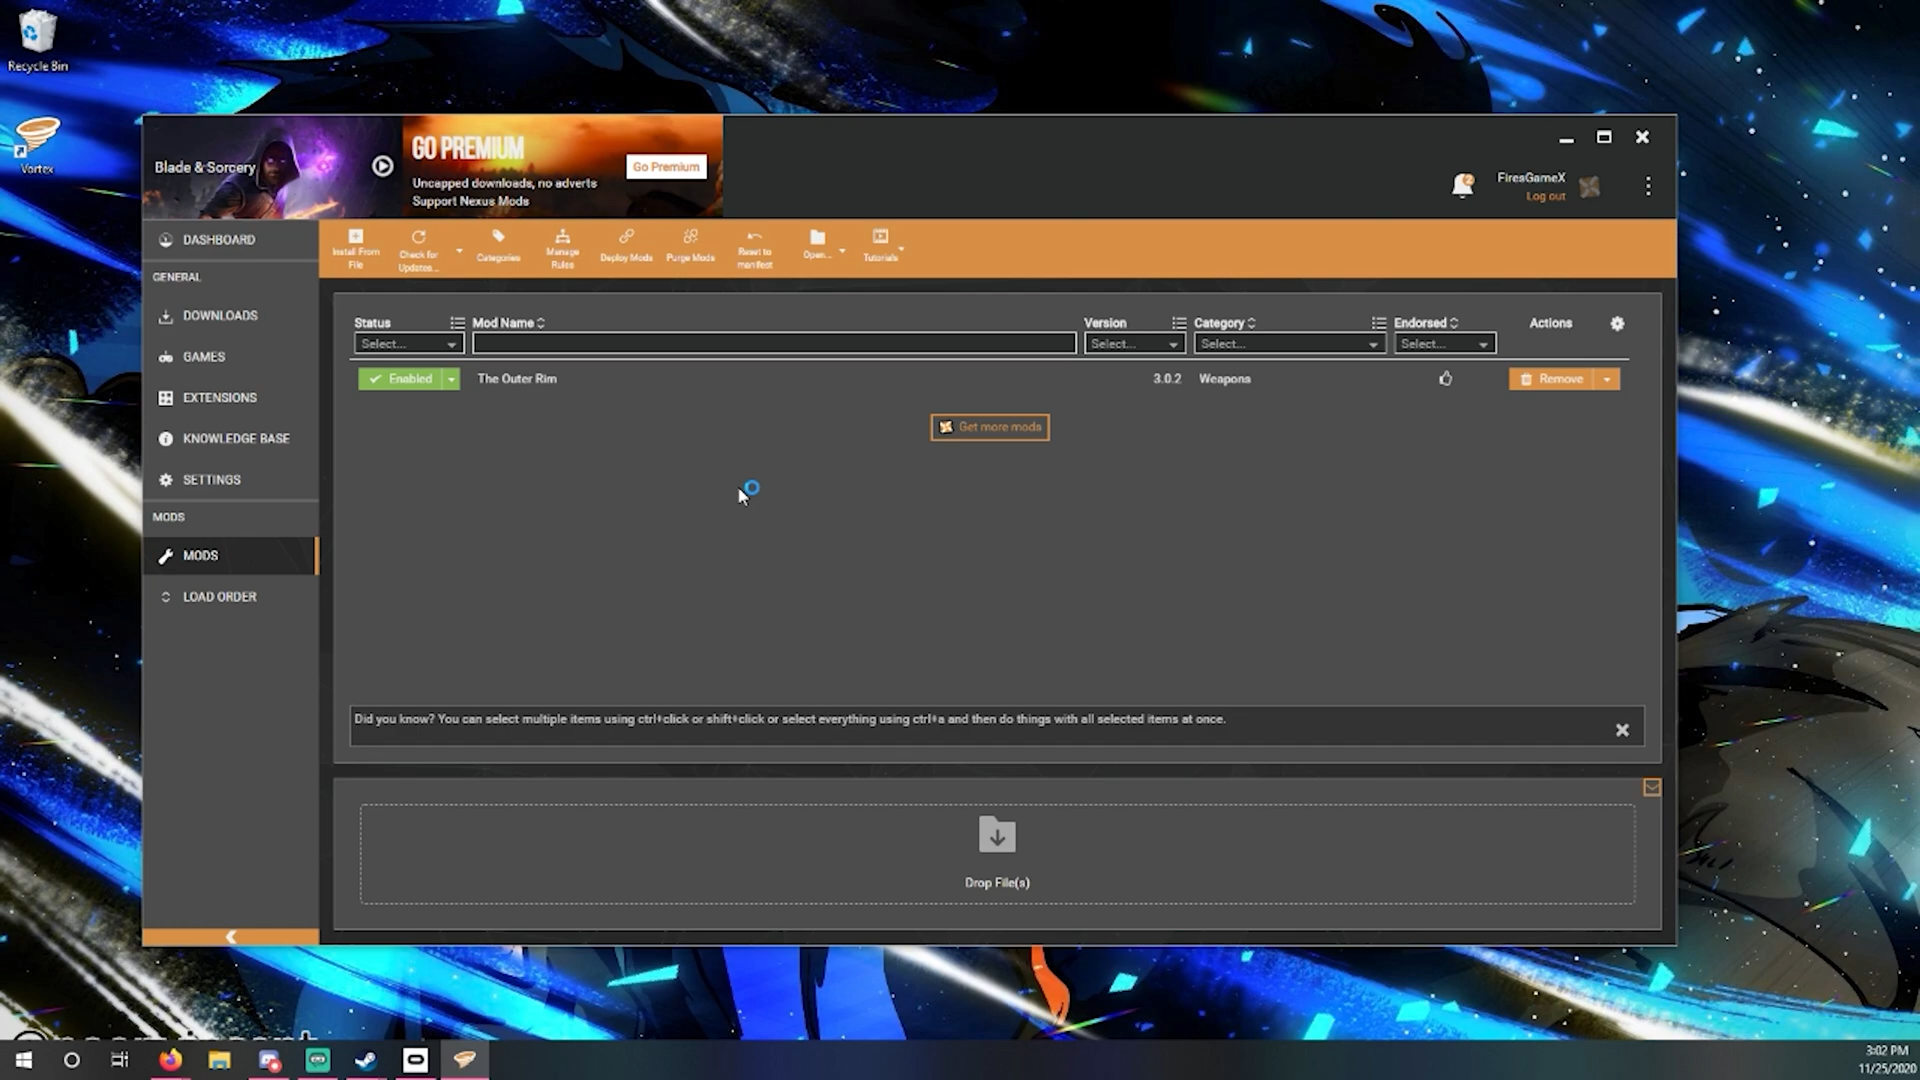 Recycle Bin
Vortex
Blade & Sorcery
GO PREMIUM
Uncapped downloads, no adverts
Support Nexus Mods
Go Premium
2
FiresGameX
Log out
DASHBOARD
GENERAL
DOWNLOADS
GAMES
EXTENSIONS
KNOWLEDGE BASE
SETTINGS
MODS
MODS
LOAD ORDER
Install From
File
Check for
Updates...
Categories
Manage
Rules
Deploy Mods
Purge Mods
Reset to
manifest
Open...
Tutorials
Status
Mod Name
Version
Category
Endorsed
Actions
Select...
Select...
Select...
Select...
Enabled
The Outer Rim
3.0.2
Weapons
Remove
Get more mods
Did you know? You can select multiple items using ctrl+click or shift+click or select everything using ctrl+a and then do things with all selected items at once.
Drop File(s)
3:02 PM
11/25/2020